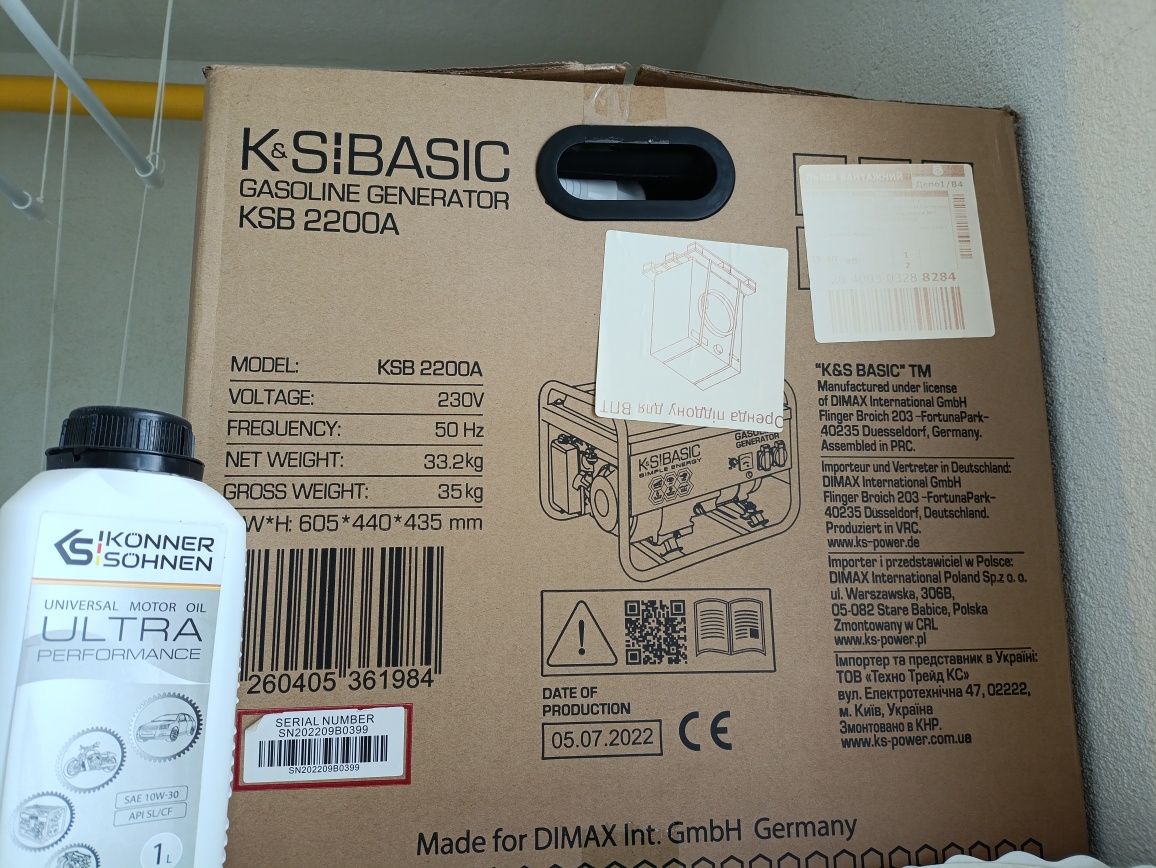 K&S BASIC
GASOLINE GENERATOR
KSB 2200A
MODEL: KSB 2200A
VOLTAGE: 230V
FREQUENCY: 50 Hz
NET WEIGHT: 33.2kg
GROSS WEIGHT: 35kg
W*H: 605*440*435 mm
260405 361984
SERIAL NUMBER
SN202209B0399
SN202209B0399
KÖNNER
SÖHNEN
UNIVERSAL MOTOR OIL
ULTRA
PERFORMANCE
SAE 10W-30
API SL/CF
1L
Оренда піддону для ВПТ
GASOLINE
GENERATOR
K&S BASIC
SIMPLE ENERGY
DATE OF
PRODUCTION
05.07.2022
CE
ВАНТАЖНИЙ
Депо1/В4
1
8284
"K&S BASIC" TM
Manufactured under license
of DIMAX International GmbH
Flinger Broich 203 -FortunaPark-
40235 Duesseldorf, Germany.
Assembled in PRC.
Importeur und Vertreter in Deutschland:
DIMAX International GmbH
Flinger Broich 203 -FortunaPark-
40235 Düsseldorf, Deutschland.
Produziert in VRC.
www.ks-power.de
Importer i przedstawiciel w Polsce:
DIMAX International Poland Sp.z o. o.
ul. Warszawska, 306B,
05-082 Stare Babice, Polska
Zmontowany w CRL
www.ks-power.pl
Імпортер та представник в Україні:
ТОВ «Техно Трейд КС»
вул. Електротехнічна 47, 02222,
м. Київ, Україна
Змонтовано в КНР.
www.ks-power.com.ua
Made for DIMAX Int. GmbH Germany